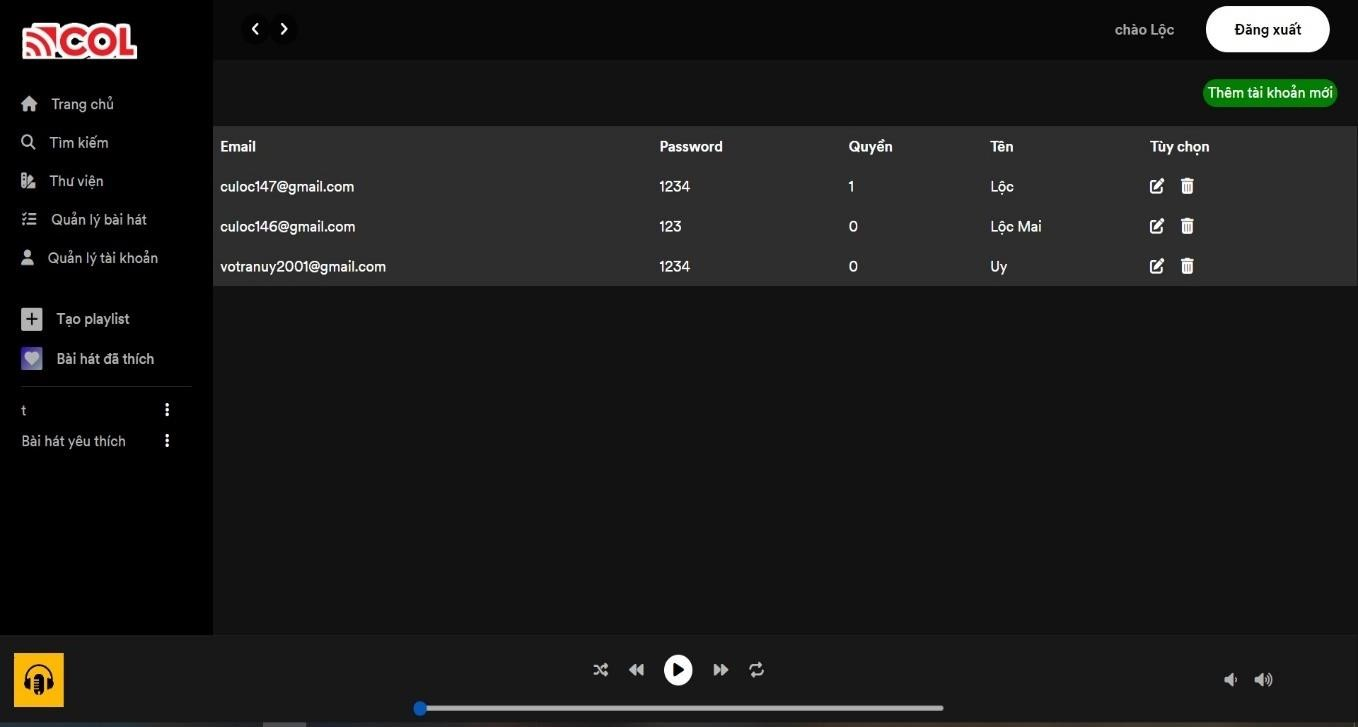 COL
chào Lộc
Đăng xuất
Trang chủ
Tìm kiếm
Thư viện
Quản lý bài hát
Quản lý tài khoản
Tạo playlist
Bài hát đã thích
t
Bài hát yêu thích
Thêm tài khoản mới
Email Password Quyền Tên Tùy chọn
culoc147@gmail.com 1234 1 Lộc
culoc146@gmail.com 123 0 Lộc Mai
votranuy2001@gmail.com 1234 0 Uy